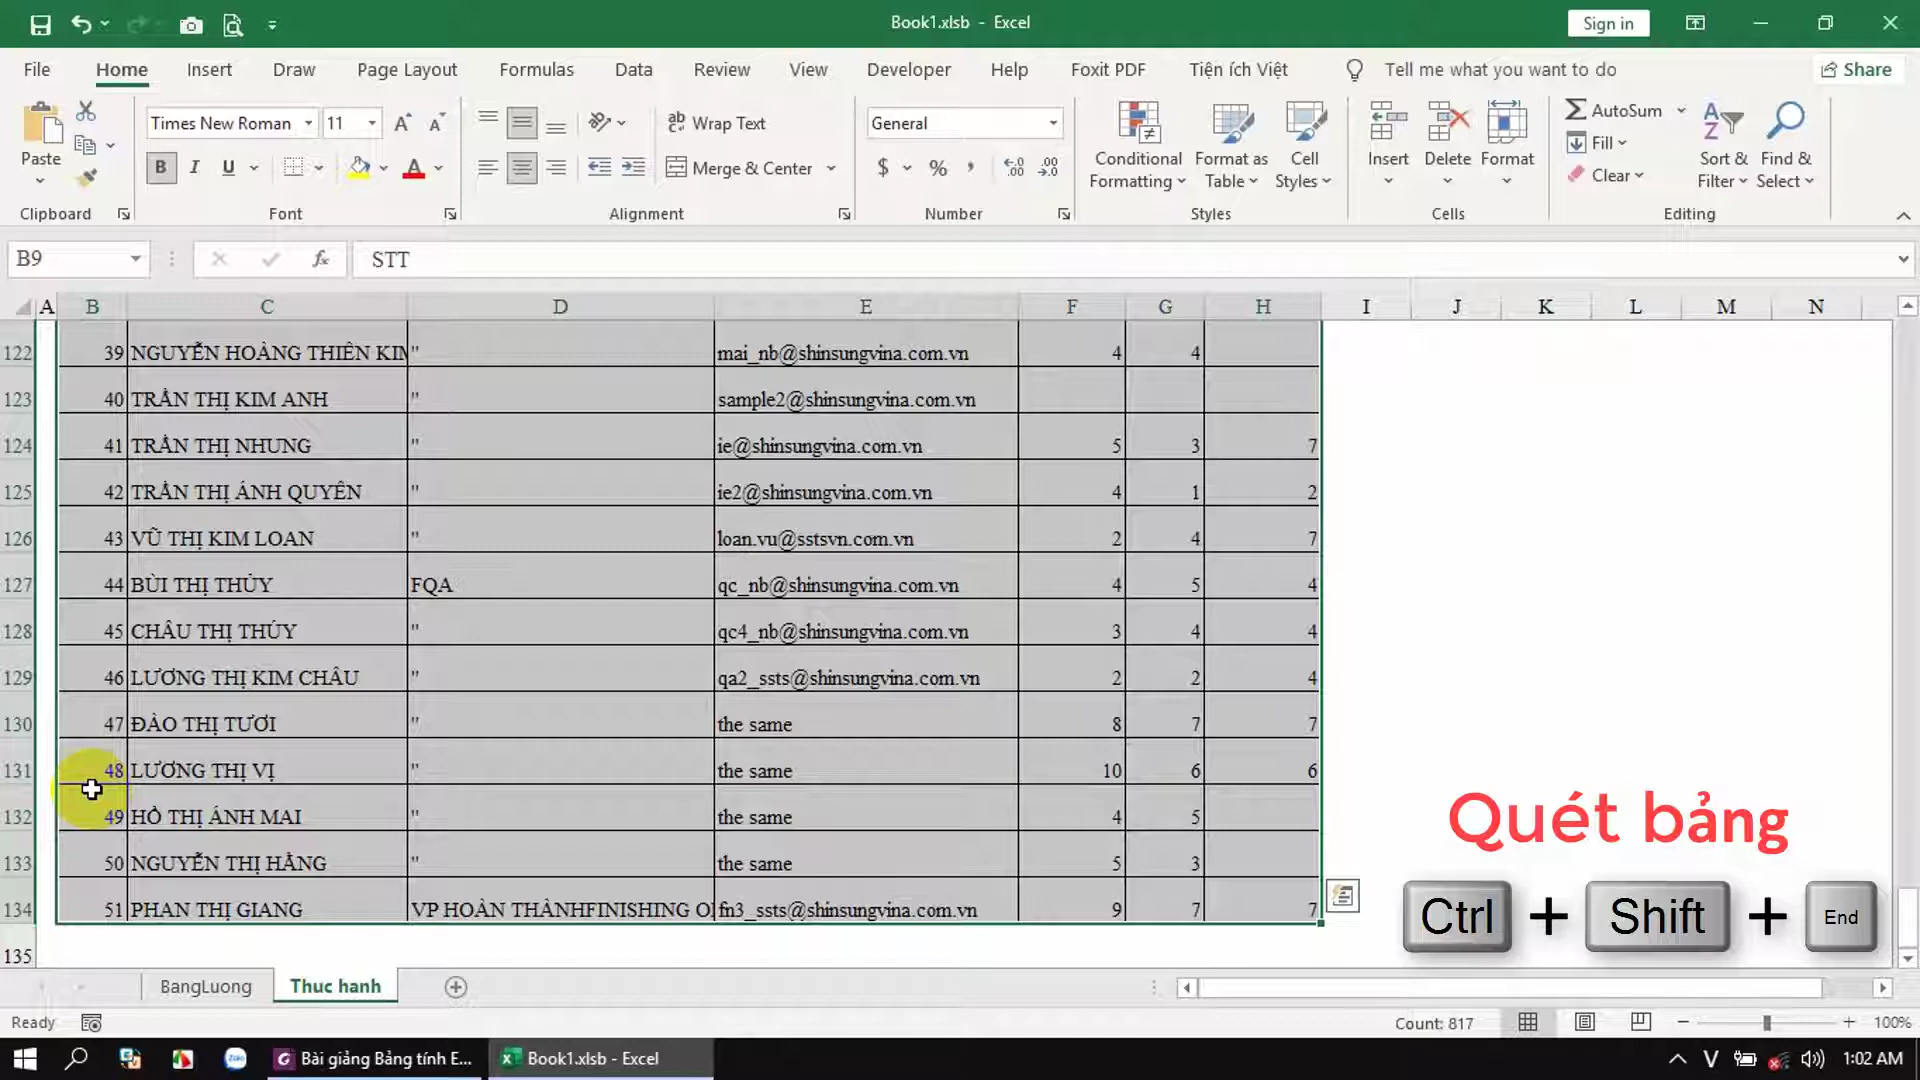 Book1.xlsb - Excel
Sign in
File Home Insert Draw Page Layout Formulas Data Review View Developer Help Foxit PDF Tiện ích Việt Tell me what you want to do Share
Paste
Times New Roman 11
B I U
Wrap Text
Merge & Center
General
$ %
Conditional Formatting
Format as Table
Cell Styles
Insert
Delete
Format
AutoSum
Fill
Clear
Sort & Filter
Find & Select
Clipboard Font Alignment Number Styles Cells Editing
B9 fx STT
A B C D E F G H I J K L M N
122 39 NGUYỄN HOÀNG THIÊN KIM " mai_nb@shinsungvina.com.vn 4 4
123 40 TRẦN THỊ KIM ANH " sample2@shinsungvina.com.vn
124 41 TRẦN THỊ NHUNG " ie@shinsungvina.com.vn 5 3 7
125 42 TRẦN THỊ ÁNH QUYÊN " ie2@shinsungvina.com.vn 4 1 2
126 43 VŨ THỊ KIM LOAN " loan.vu@sstsvn.com.vn 2 4 7
127 44 BÙI THỊ THỦY FQA qc_nb@shinsungvina.com.vn 4 5 4
128 45 CHÂU THỊ THÚY " qc4_nb@shinsungvina.com.vn 3 4 4
129 46 LƯƠNG THỊ KIM CHÂU " qa2_ssts@shinsungvina.com.vn 2 2 4
130 47 ĐÀO THỊ TƯƠI " the same 8 7 7
131 48 LƯƠNG THỊ VỊ " the same 10 6 6
132 49 HỒ THỊ ÁNH MAI " the same 4 5
133 50 NGUYỄN THỊ HẰNG " the same 5 3
134 51 PHAN THỊ GIANG VP HOÀN THÀNHFINISHING O fn3_ssts@shinsungvina.com.vn 9 7 7
135
Quét bảng
Ctrl + Shift + End
BangLuong Thuc hanh
Ready Count: 817 100%
Zalo Bài giảng Bảng tính E... Book1.xlsb - Excel V 1:02 AM